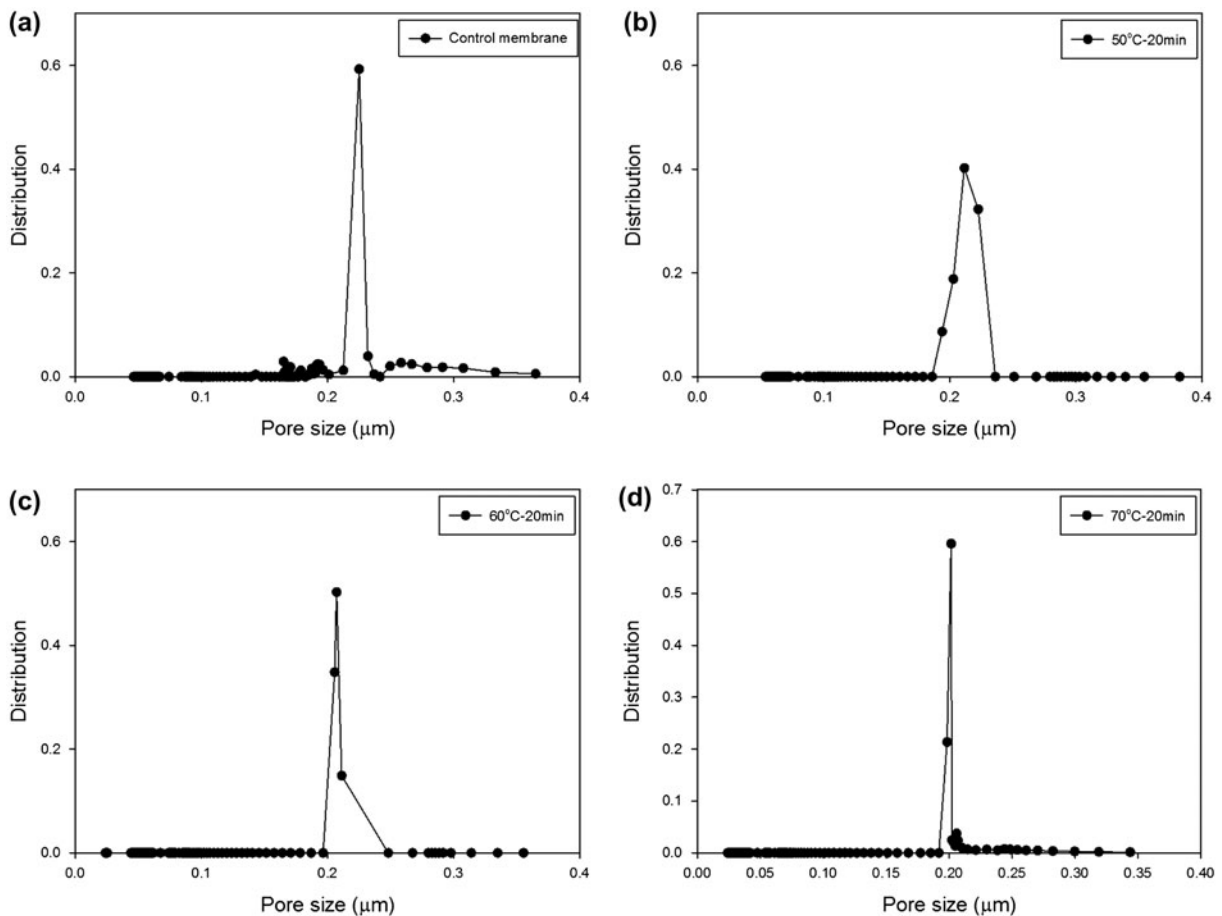 (a)
Control membrane
Distribution
0.6
0.4
0.2
0.0
0.0 0.1 0.2 0.3 0.4
Pore size (μm)
(b)
50°C-20min
Distribution
0.6
0.4
0.2
0.0
0.0 0.1 0.2 0.3 0.4
Pore size (μm)
(c)
60°C-20min
Distribution
0.6
0.4
0.2
0.0
0.0 0.1 0.2 0.3 0.4
Pore size (μm)
(d)
70°C-20min
Distribution
0.7
0.6
0.5
0.4
0.3
0.2
0.1
0.0
0.00 0.05 0.10 0.15 0.20 0.25 0.30 0.35 0.40
Pore size (μm)